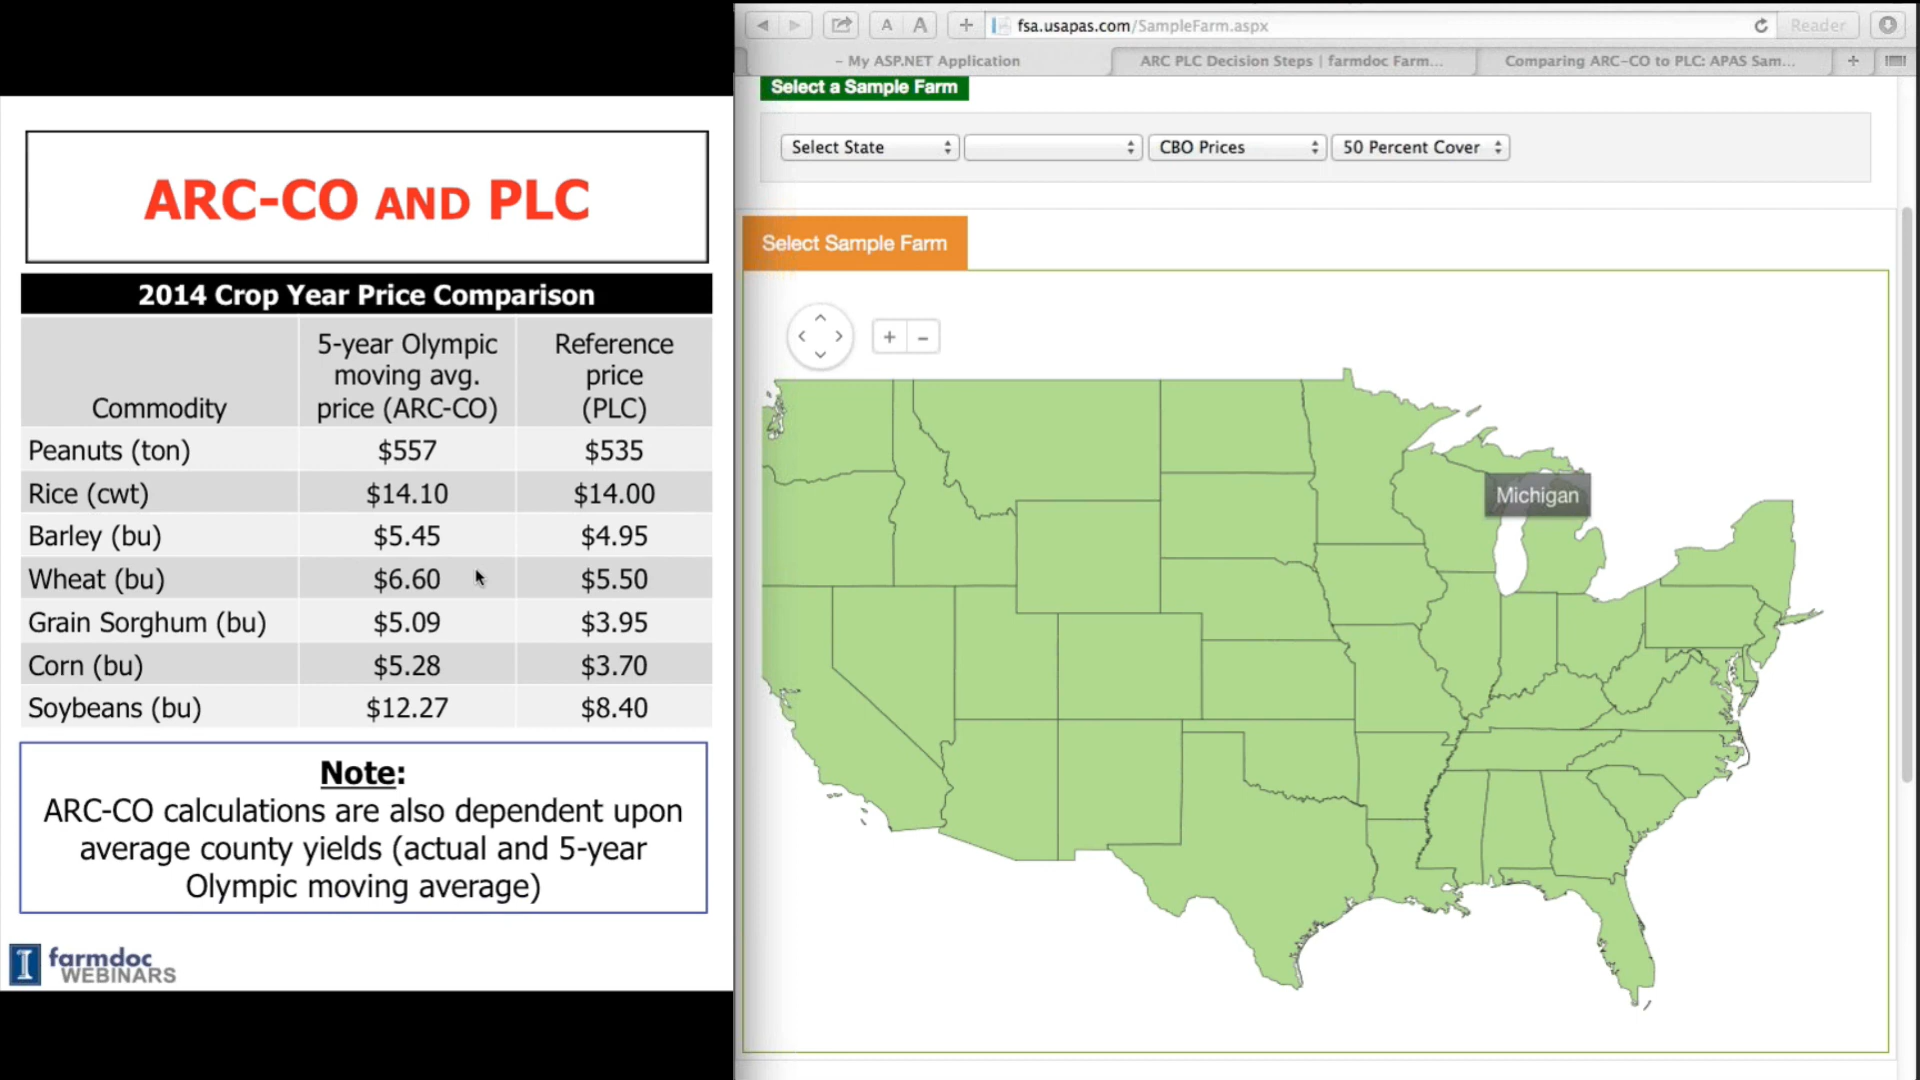 ARC-CO AND PLC
2014 Crop Year Price Comparison
Commodity
5-year Olympic
moving avg.
price (ARC-CO)
Reference
price
(PLC)
Peanuts (ton) $557 $535
Rice (cwt) $14.10 $14.00
Barley (bu) $5.45 $4.95
Wheat (bu) $6.60 $5.50
Grain Sorghum (bu) $5.09 $3.95
Corn (bu) $5.28 $3.70
Soybeans (bu) $12.27 $8.40
Note:
ARC-CO calculations are also dependent upon
average county yields (actual and 5-year
Olympic moving average)
I farmdoc
WEBINARS
A A + fsa.usapas.com/SampleFarm.aspx Reader
– My ASP.NET Application ARC PLC Decision Steps | farmdoc Farm... Comparing ARC-CO to PLC: APAS Sam... +
Select a Sample Farm
Select State CBO Prices 50 Percent Cover
Select Sample Farm
+ −
Michigan